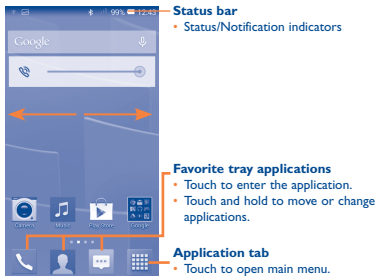 99% 12:43
Status bar
• Status/Notification indicators
Google
Favorite tray applications
• Touch to enter the application.
• Touch and hold to move or change
applications.
Camera Music Play Store Google
Application tab
• Touch to open main menu.